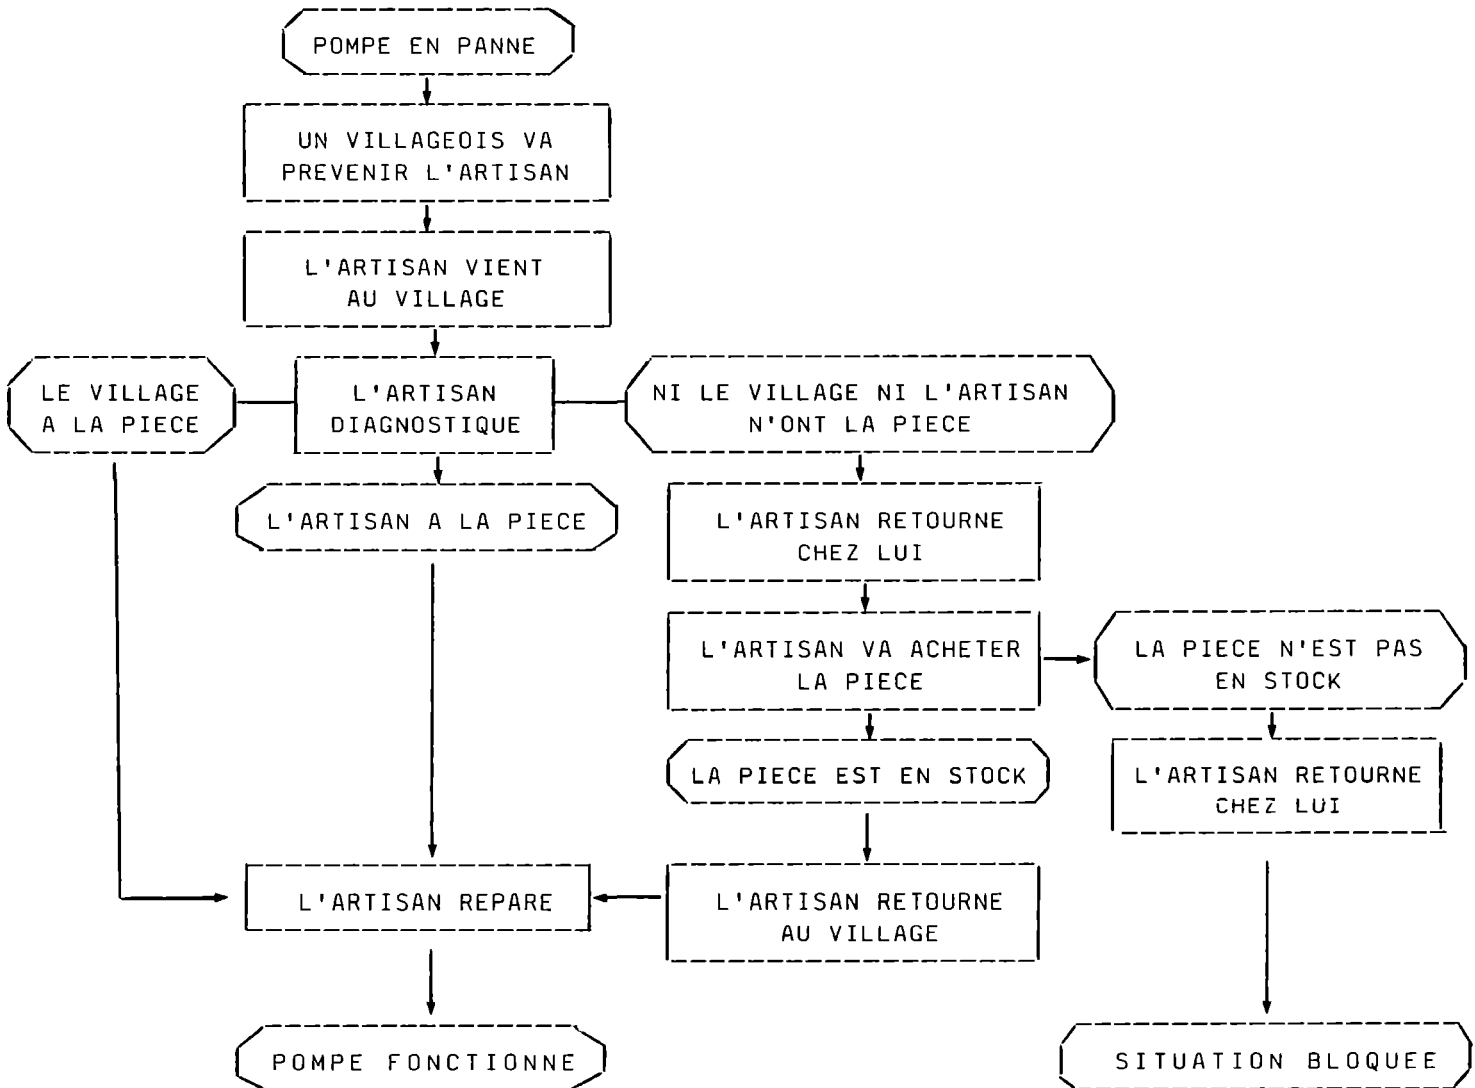 POMPE EN PANNE
UN VILLAGEOIS VA
PREVENIR L'ARTISAN
L'ARTISAN VIENT
AU VILLAGE
LE VILLAGE
A LA PIECE
L'ARTISAN
DIAGNOSTIQUE
NI LE VILLAGE NI L'ARTISAN
N'ONT LA PIECE
L'ARTISAN A LA PIECE
L'ARTISAN RETOURNE
CHEZ LUI
L'ARTISAN VA ACHETER
LA PIECE
LA PIECE N'EST PAS
EN STOCK
LA PIECE EST EN STOCK
L'ARTISAN RETOURNE
CHEZ LUI
L'ARTISAN REPARE
L'ARTISAN RETOURNE
AU VILLAGE
POMPE FONCTIONNE
SITUATION BLOQUEE